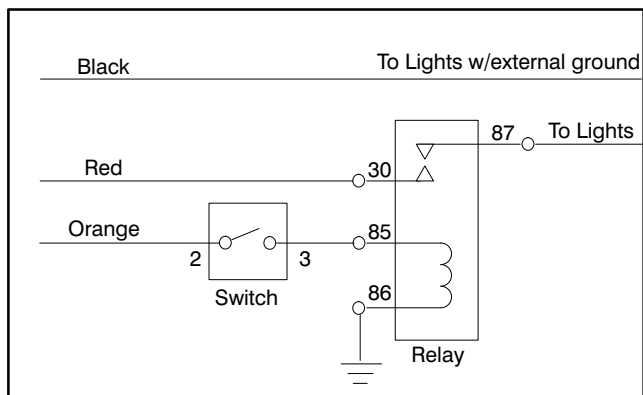 Black
To Lights w/external ground
87
To Lights
Red
30
Orange
2
3
85
Switch
86
Relay